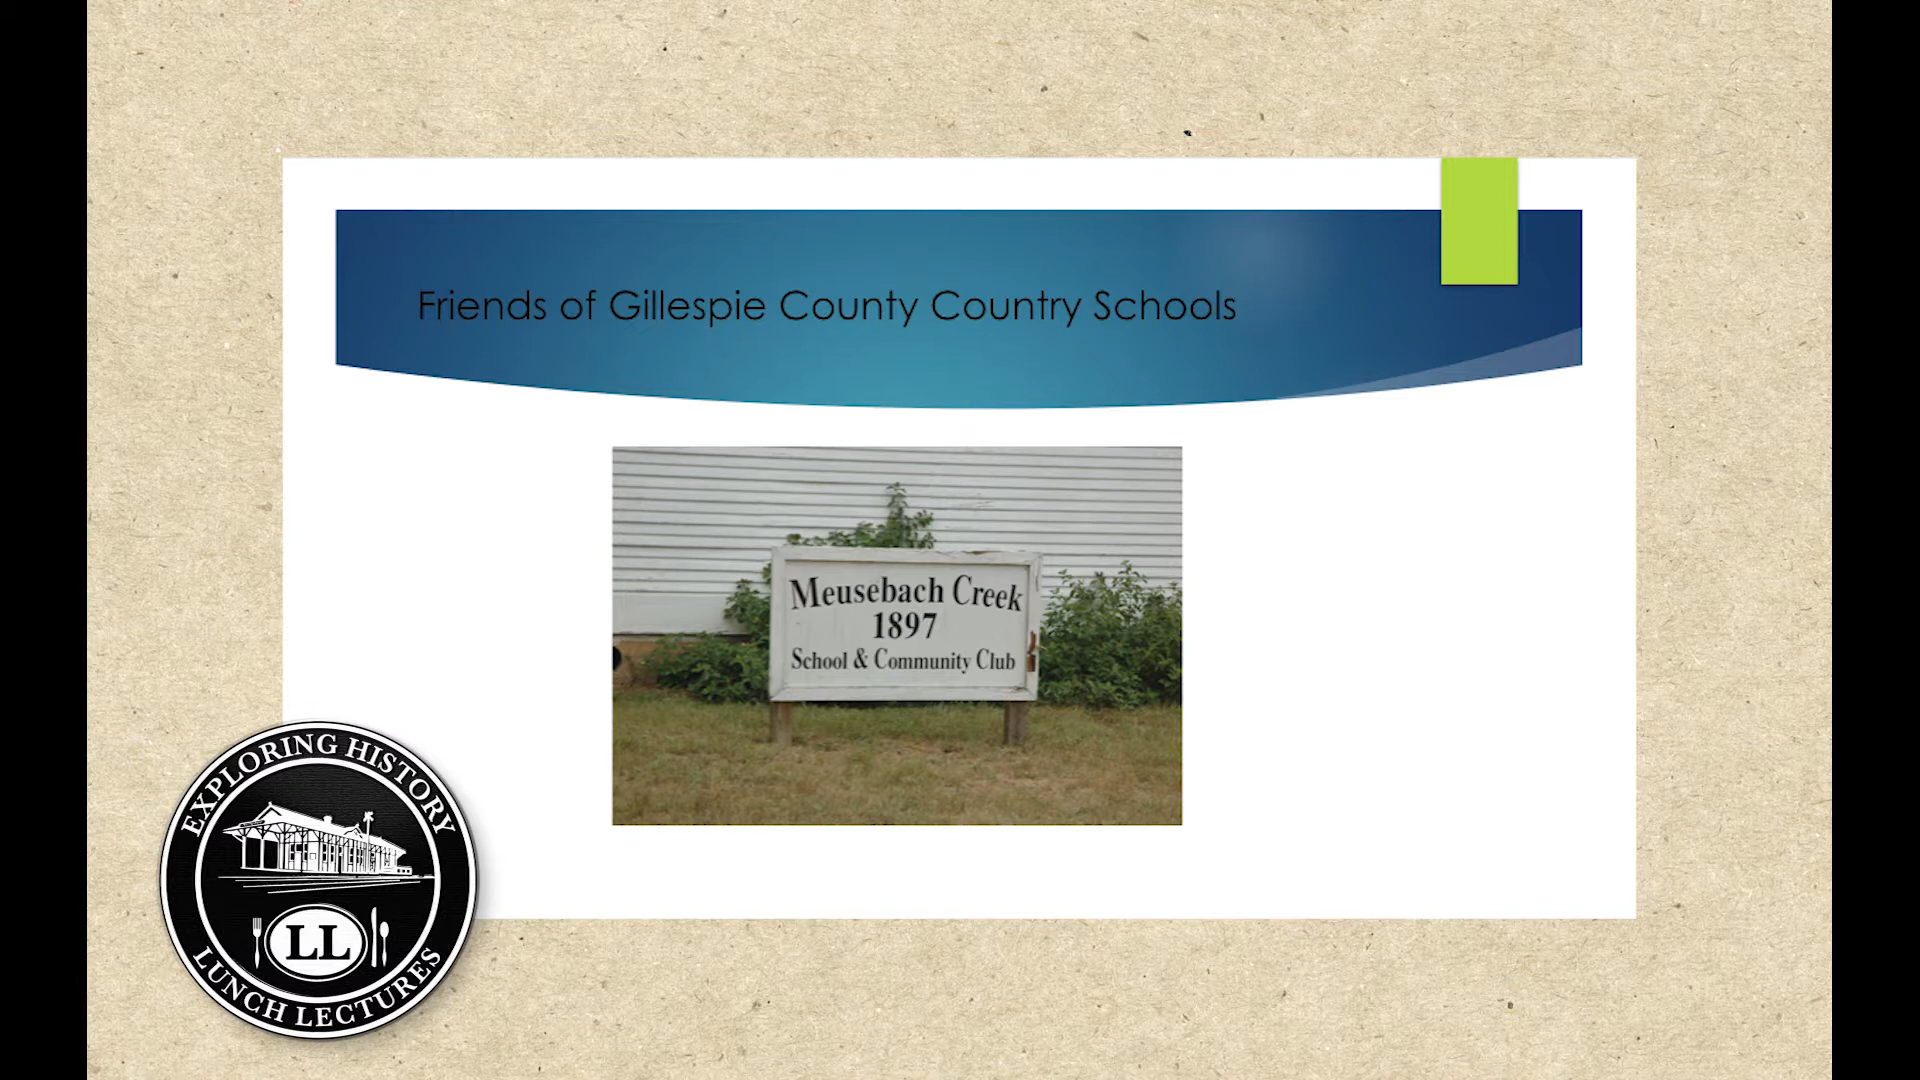 Friends of Gillespie County Country Schools
Meusebach Creek
1897
School & Community Club
EXPLORING HISTORY
LL
LUNCH LECTURES